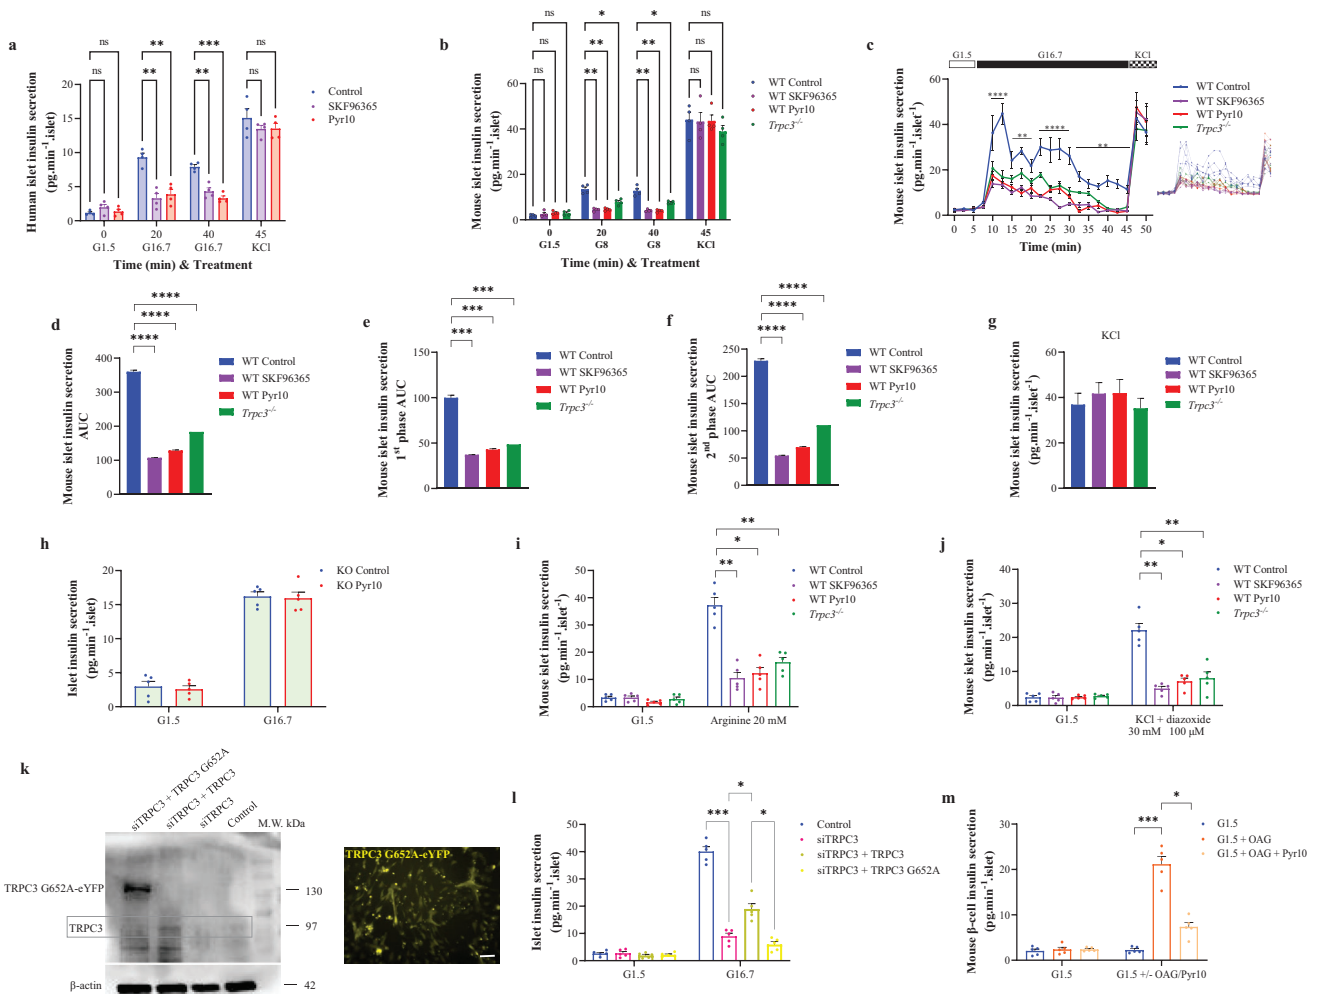 a
Human islet insulin secretion
(pg.min⁻¹.islet)
20
15
10
5
0
ns
ns
**
**
***
**
ns
ns
Control
SKF96365
Pyr10
0
20
40
45
G1.5
G16.7
G16.7
KCl
Time (min) & Treatment
b
Mouse islet insulin secretion
(pg.min⁻¹.islet)
60
40
20
0
ns
ns
ns
*
**
**
*
**
**
ns
ns
ns
WT Control
WT SKF96365
WT Pyr10
Trpc3⁻/⁻
0
20
40
45
G1.5
G8
G8
KCl
Time (min) & Treatment
c
G1.5
G16.7
KCl
Mouse islet insulin secretion
(pg.min⁻¹.islet⁻¹)
60
40
20
0
****
**
****
**
WT Control
WT SKF96365
WT Pyr10
Trpc3⁻/⁻
0 5 10 15 20 25 30 35 40 45 50
Time (min)
d
Mouse islet insulin secretion
AUC
400
300
200
100
0
****
****
****
WT Control
WT SKF96365
WT Pyr10
Trpc3⁻/⁻
e
Mouse islet insulin secretion
1st phase AUC
150
100
50
0
***
***
***
WT Control
WT SKF96365
WT Pyr10
Trpc3⁻/⁻
f
Mouse islet insulin secretion
2nd phase AUC
250
200
150
100
50
0
****
****
****
WT Control
WT SKF96365
WT Pyr10
Trpc3⁻/⁻
g
KCl
Mouse islet insulin secretion
(pg.min⁻¹.islet⁻¹)
60
40
20
0
WT Control
WT SKF96365
WT Pyr10
Trpc3⁻/⁻
h
Islet insulin secretion
(pg.min⁻¹.islet)
20
15
10
5
0
KO Control
KO Pyr10
G1.5
G16.7
i
Mouse islet insulin secretion
(pg.min⁻¹.islet⁻¹)
50
40
30
20
10
0
**
*
**
WT Control
WT SKF96365
WT Pyr10
Trpc3⁻/⁻
G1.5
Arginine 20 mM
j
Mouse islet insulin secretion
(pg.min⁻¹.islet⁻¹)
40
30
20
10
0
**
*
**
WT Control
WT SKF96365
WT Pyr10
Trpc3⁻/⁻
G1.5
KCl + diazoxide
30 mM 100 µM
k
siTRPC3 + TRPC3 G652A
siTRPC3 + TRPC3
siTRPC3
Control
M.W. kDa
TRPC3 G652A-eYFP
130
TRPC3
97
β-actin
42
TRPC3 G652A-eYFP
l
Islet insulin secretion
(pg.min⁻¹.islet)
50
40
30
20
10
0
*
***
*
Control
siTRPC3
siTRPC3 + TRPC3
siTRPC3 + TRPC3 G652A
G1.5
G16.7
m
Mouse β-cell insulin secretion
(pg.min⁻¹.islet)
30
20
10
0
*
***
G1.5
G1.5 + OAG
G1.5 + OAG + Pyr10
G1.5
G1.5 +/- OAG/Pyr10